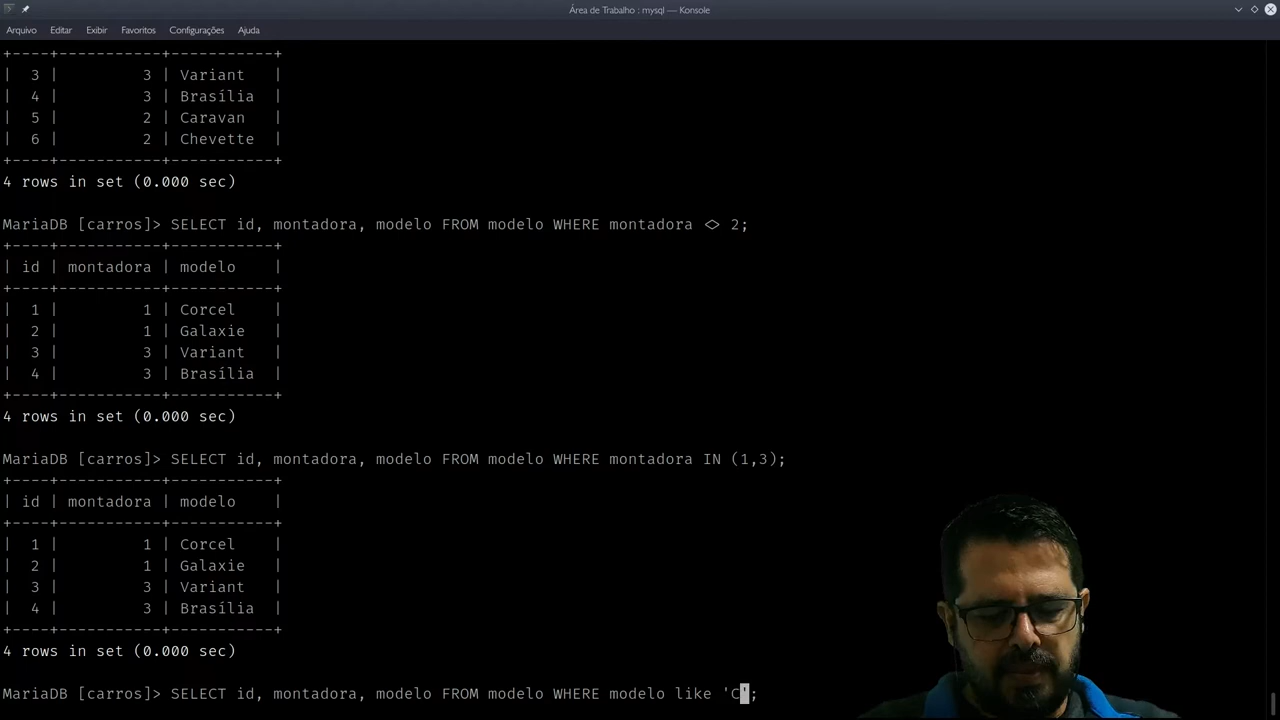 Área de Trabalho : mysql — Konsole
Arquivo Editar Exibir Favoritos Configurações Ajuda
+----+-----------+-----------+
| 3 | 3 | Variant |
| 4 | 3 | Brasília |
| 5 | 2 | Caravan |
| 6 | 2 | Chevette |
+----+-----------+-----------+
4 rows in set (0.000 sec)
MariaDB [carros]> SELECT id, montadora, modelo FROM modelo WHERE montadora <> 2;
+----+-----------+-----------+
| id | montadora | modelo |
+----+-----------+-----------+
| 1 | 1 | Corcel |
| 2 | 1 | Galaxie |
| 3 | 3 | Variant |
| 4 | 3 | Brasília |
+----+-----------+-----------+
4 rows in set (0.000 sec)
MariaDB [carros]> SELECT id, montadora, modelo FROM modelo WHERE montadora IN (1,3);
+----+-----------+-----------+
| id | montadora | modelo |
+----+-----------+-----------+
| 1 | 1 | Corcel |
| 2 | 1 | Galaxie |
| 3 | 3 | Variant |
| 4 | 3 | Brasília |
+----+-----------+-----------+
4 rows in set (0.000 sec)
MariaDB [carros]> SELECT id, montadora, modelo FROM modelo WHERE modelo like 'C';